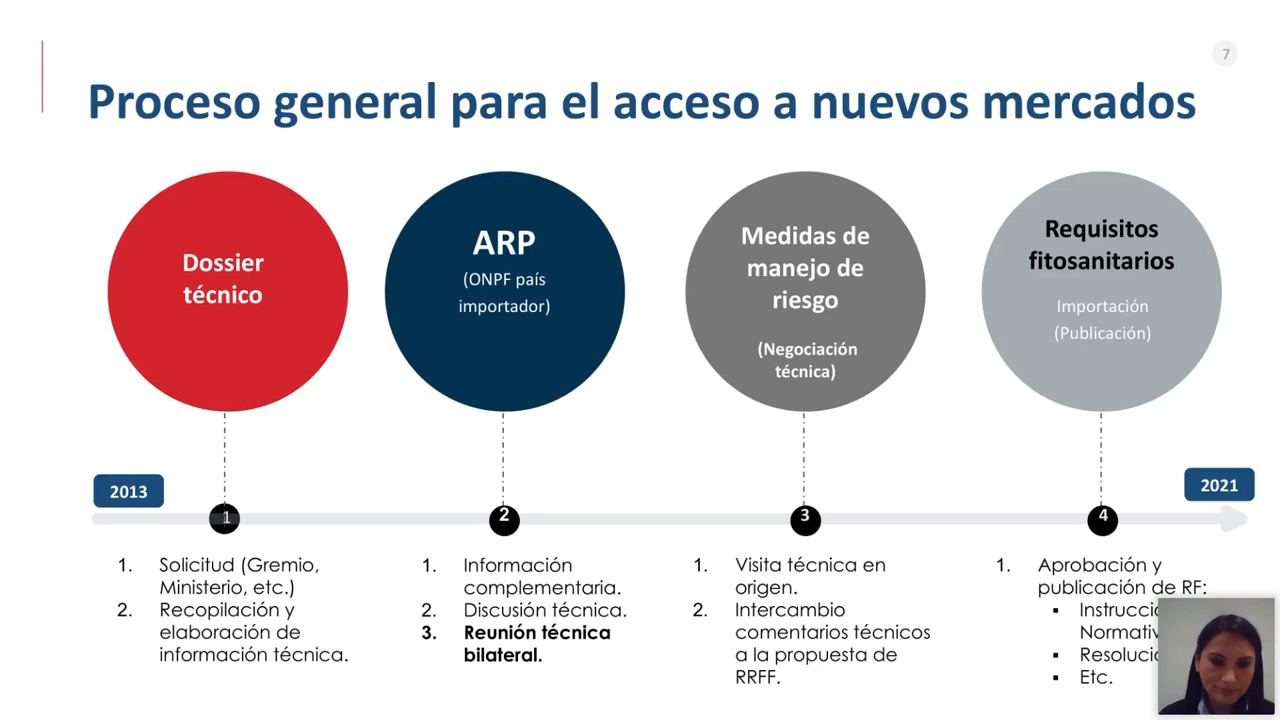 7
Proceso general para el acceso a nuevos mercados
Dossier
técnico
ARP
(ONPF país
importador)
Medidas de
manejo de
riesgo
(Negociación
técnica)
Requisitos
fitosanitarios
Importación
(Publicación)
2013
2021
1
2
3
4
1. Solicitud (Gremio,
Ministerio, etc.)
2. Recopilación y
elaboración de
información técnica.
1. Información
complementaria.
2. Discusión técnica.
3. Reunión técnica
bilateral.
1. Visita técnica en
origen.
2. Intercambio
comentarios técnicos
a la propuesta de
RRFF.
1. Aprobación y
publicación de RF:
▪ Etc.